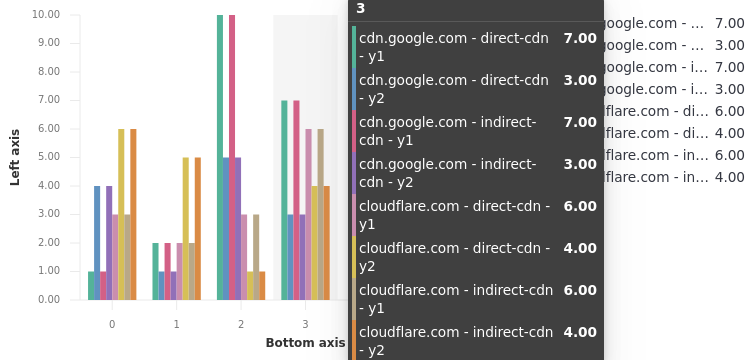 10.00
9.00
8.00
7.00
6.00
5.00
4.00
3.00
2.00
1.00
0.00
Left axis
0
1
2
3
Bottom axis
3
cdn.google.com - direct-cdn - y1 7.00
cdn.google.com - direct-cdn - y2 3.00
cdn.google.com - indirect-cdn - y1 7.00
cdn.google.com - indirect-cdn - y2 3.00
cloudflare.com - direct-cdn - y1 6.00
cloudflare.com - direct-cdn - y2 4.00
cloudflare.com - indirect-cdn - y1 6.00
cloudflare.com - indirect-cdn - y2 4.00
oogle.com - ... 7.00
oogle.com - ... 3.00
oogle.com - i... 7.00
oogle.com - i... 3.00
flare.com - di... 6.00
flare.com - di... 4.00
flare.com - in... 6.00
flare.com - in... 4.00